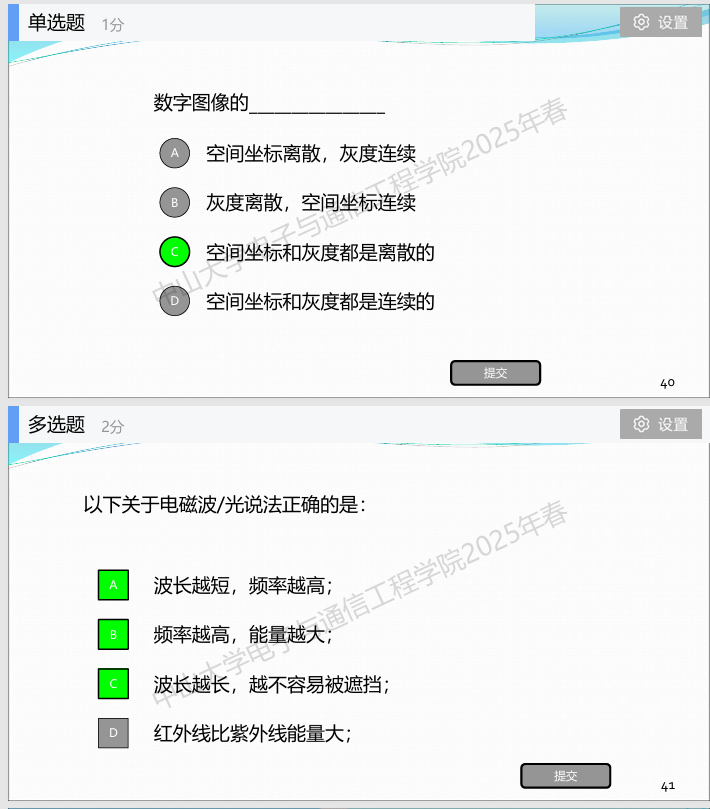 单选题 1分
设置
数字图像的________________
A 空间坐标离散，灰度连续
B 灰度离散，空间坐标连续
C 空间坐标和灰度都是离散的
D 空间坐标和灰度都是连续的
中山大学电子与通信工程学院2025年春
提交
40
多选题 2分
设置
以下关于电磁波/光说法正确的是：
A 波长越短，频率越高；
B 频率越高，能量越大；
C 波长越长，越不容易被遮挡；
D 红外线比紫外线能量大；
中山大学电子与通信工程学院2025年春
提交
41